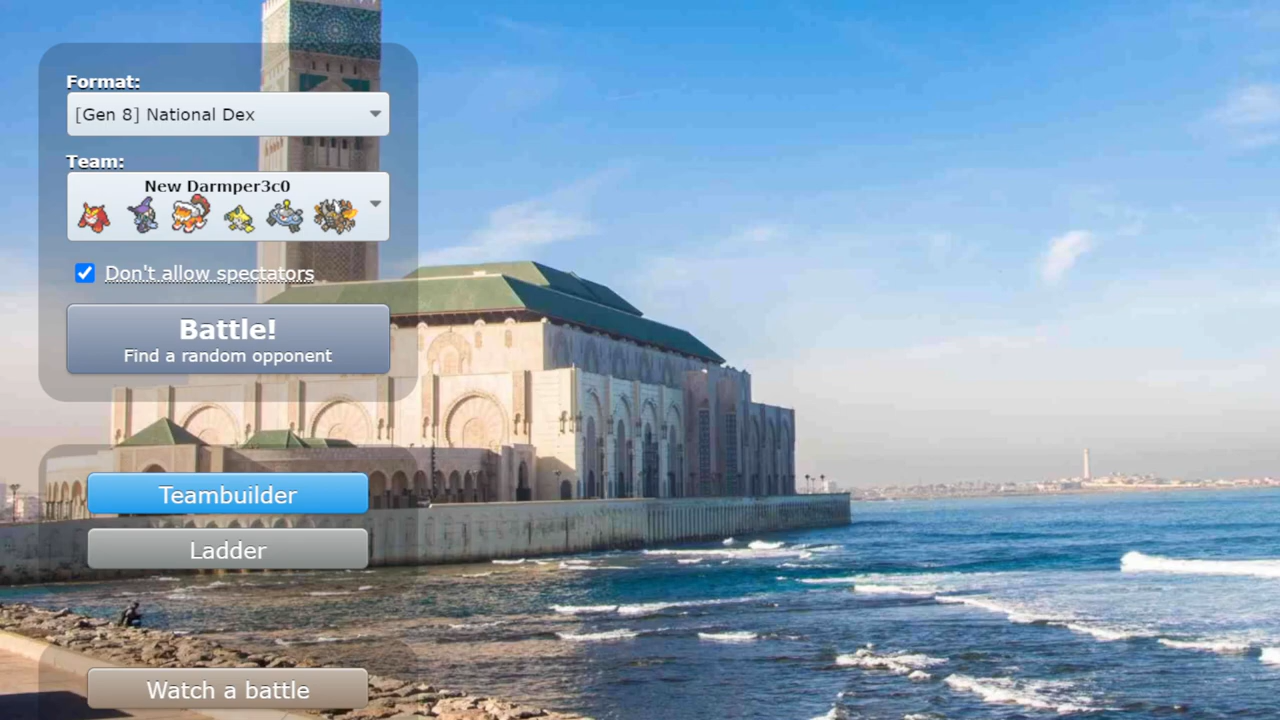 Format:
[Gen 8] National Dex
Team:
New Darmper3c0
Don't allow spectators
Battle!
Find a random opponent
Teambuilder
Ladder
Watch a battle